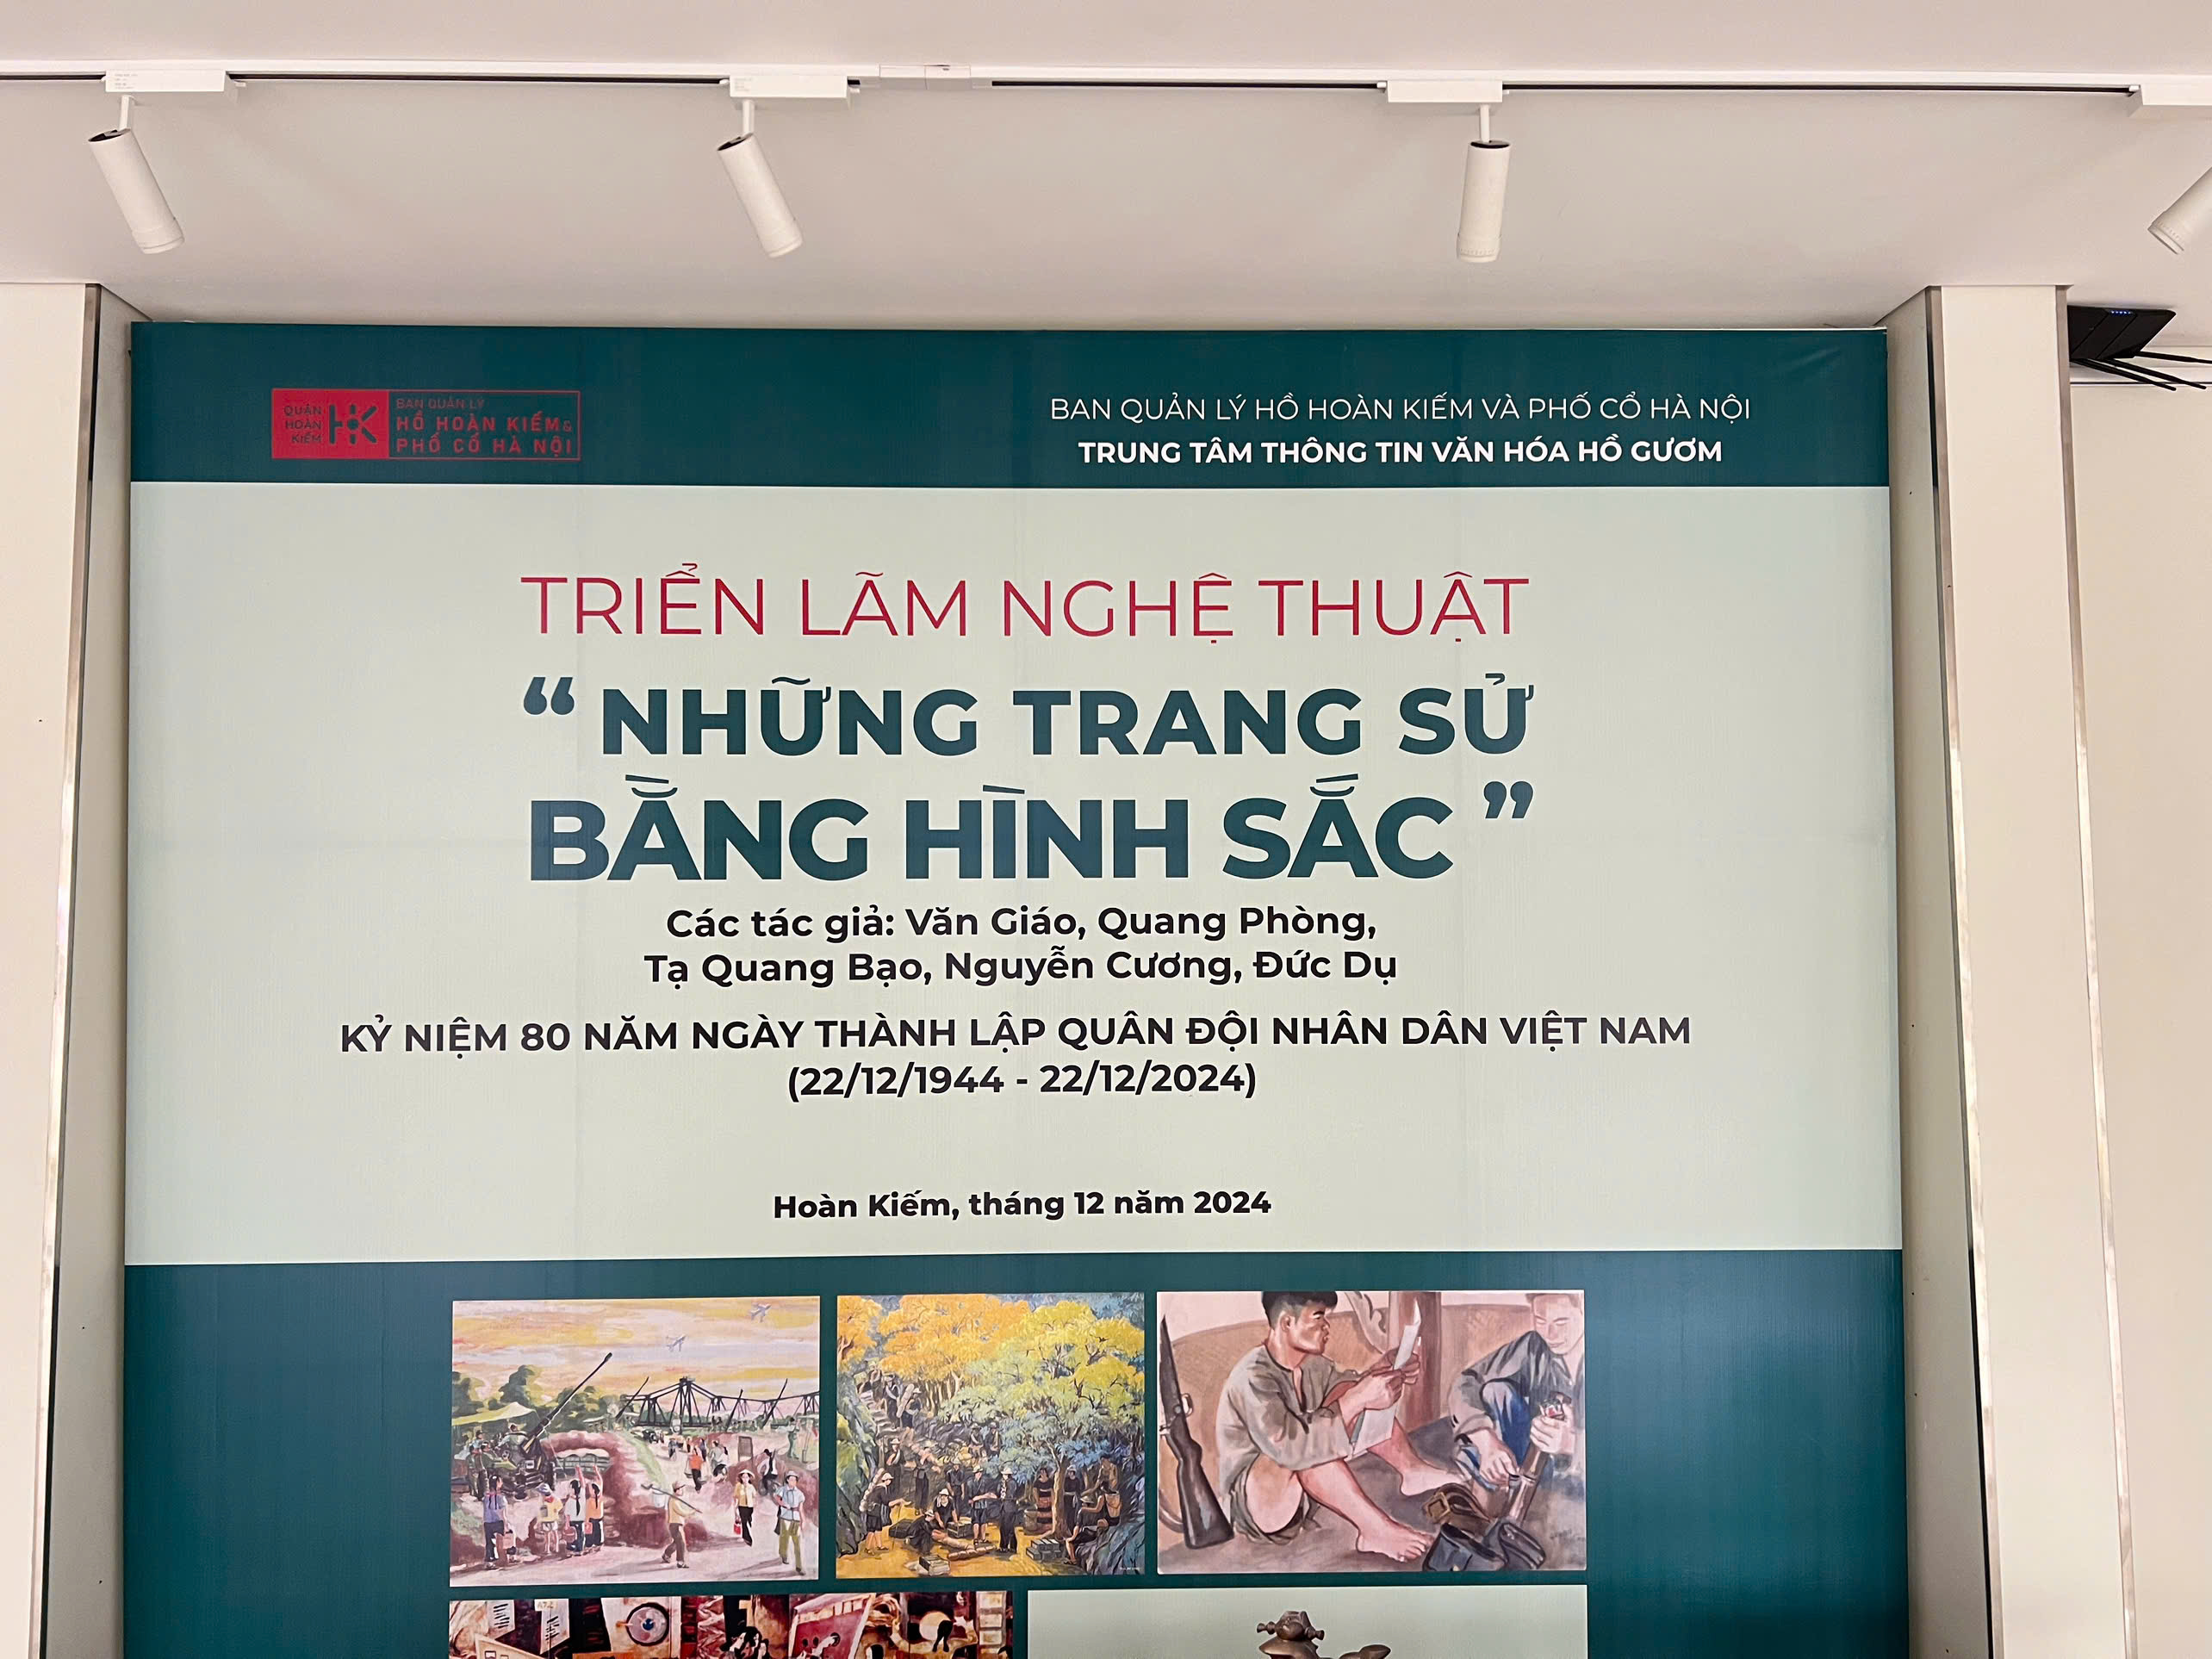 QUẬN
HOÀN
KIẾM
HK
BAN QUẢN LÝ
HỒ HOÀN KIẾM &
PHỐ CỔ HÀ NỘI
BAN QUẢN LÝ HỒ HOÀN KIẾM VÀ PHỐ CỔ HÀ NỘI
TRUNG TÂM THÔNG TIN VĂN HÓA HỒ GƯƠM
TRIỂN LÃM NGHỆ THUẬT
“ NHỮNG TRANG SỬ
BẰNG HÌNH SẮC ”
Các tác giả: Văn Giáo, Quang Phòng,
Tạ Quang Bạo, Nguyễn Cương, Đức Dụ
KỶ NIỆM 80 NĂM NGÀY THÀNH LẬP QUÂN ĐỘI NHÂN DÂN VIỆT NAM
(22/12/1944 - 22/12/2024)
Hoàn Kiếm, tháng 12 năm 2024